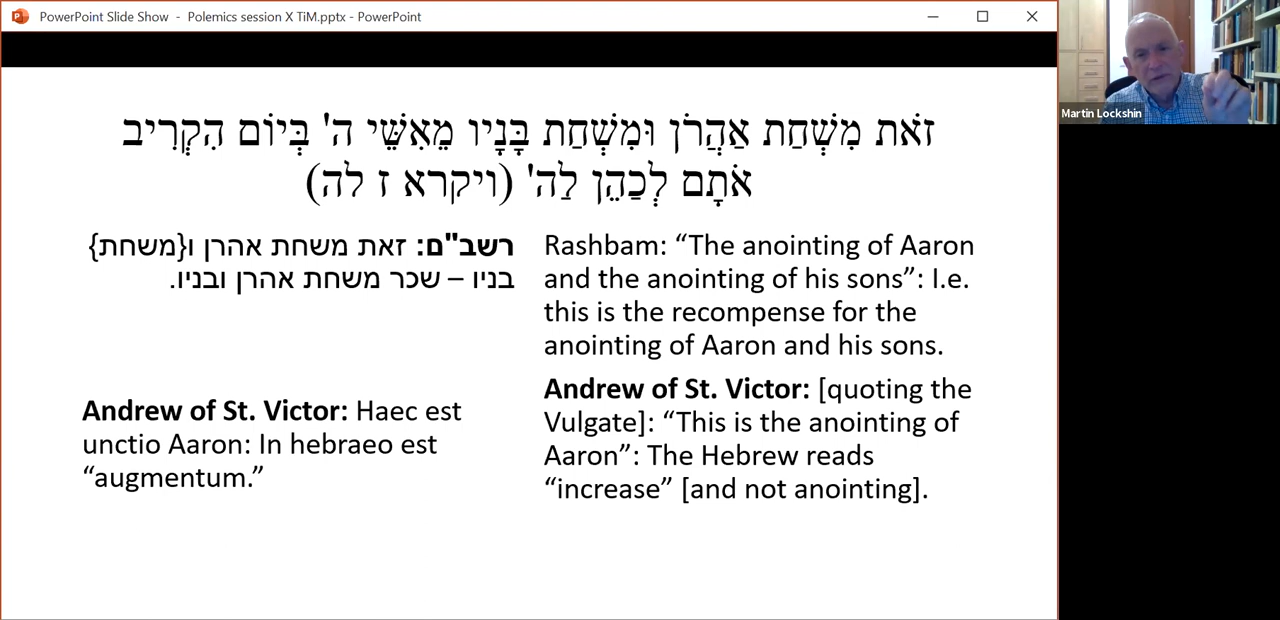 PowerPoint Slide Show - Polemics session X TiM.pptx - PowerPoint
Martin Lockshin
זֹאת מִשְׁחַת אַהֲרֹן וּמִשְׁחַת בָּנָיו מֵאִשֵּׁי ה' בְּיוֹם הִקְרִיב
אֹתָם לְכַהֵן לַה' (ויקרא ז לה)
רשב"ם: זאת משחת אהרן ו{משחת}
בניו – שכר משחת אהרן ובניו.
Rashbam: “The anointing of Aaron
and the anointing of his sons”: I.e.
this is the recompense for the
anointing of Aaron and his sons.
Andrew of St. Victor: Haec est
unctio Aaron: In hebraeo est
“augmentum.”
Andrew of St. Victor: [quoting the
Vulgate]: “This is the anointing of
Aaron”: The Hebrew reads
“increase” [and not anointing].